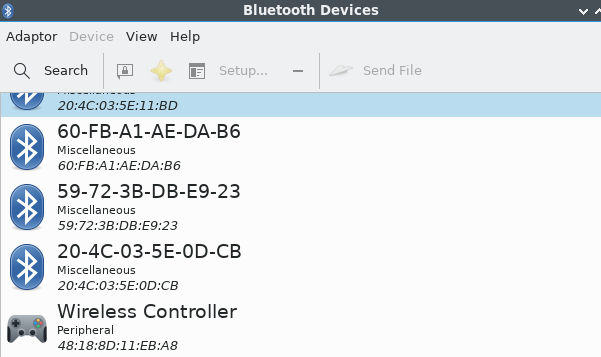 Bluetooth Devices
Adaptor Device View Help
Search Setup... Send File
Miscellaneous
20:4C:03:5E:11:BD
60-FB-A1-AE-DA-B6
Miscellaneous
60:FB:A1:AE:DA:B6
59-72-3B-DB-E9-23
Miscellaneous
59:72:3B:DB:E9:23
20-4C-03-5E-0D-CB
Miscellaneous
20:4C:03:5E:0D:CB
Wireless Controller
Peripheral
48:18:8D:11:EB:A8